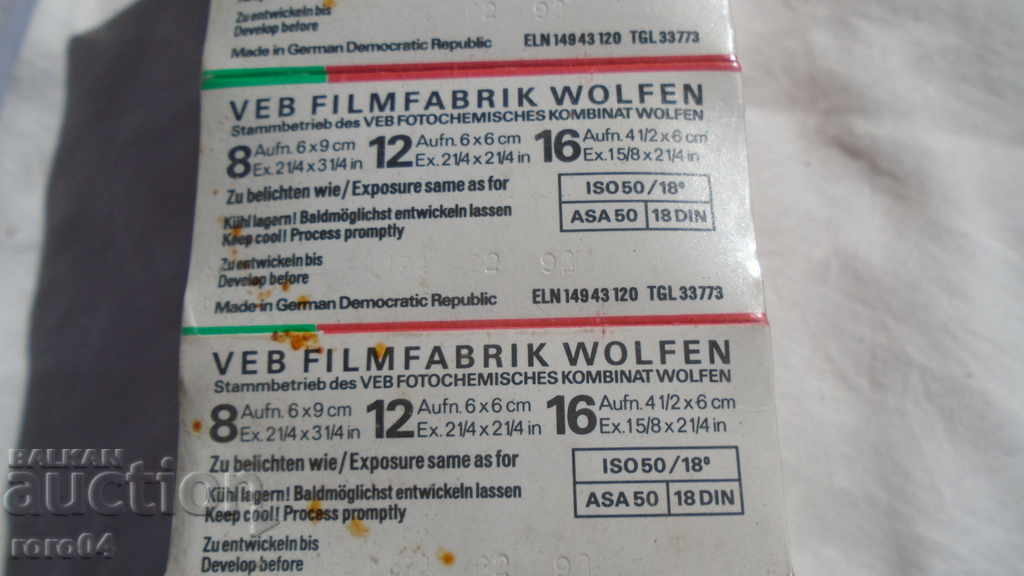 Zu entwickeln bis
Develop before
Made in German Democratic Republic ELN 149 43 120 TGL 33773
VEB FILMFABRIK WOLFEN
Stammbetrieb des VEB FOTOCHEMISCHES KOMBINAT WOLFEN
8 Aufn. 6 x 9 cm 12 Aufn. 6 x 6 cm 16 Aufn. 4 1/2 x 6 cm
Ex. 2 1/4 x 3 1/4 in Ex. 2 1/4 x 2 1/4 in Ex. 1 5/8 x 2 1/4 in
Zu belichten wie/Exposure same as for ISO 50/18°
Kühl lagern! Baldmöglichst entwickeln lassen ASA 50 18 DIN
Keep cool! Process promptly
Zu entwickeln bis
Develop before
Made in German Democratic Republic ELN 149 43 120 TGL 33773
VEB FILMFABRIK WOLFEN
Stammbetrieb des VEB FOTOCHEMISCHES KOMBINAT WOLFEN
8 Aufn. 6 x 9 cm 12 Aufn. 6 x 6 cm 16 Aufn. 4 1/2 x 6 cm
Ex. 2 1/4 x 3 1/4 in Ex. 2 1/4 x 2 1/4 in Ex. 1 5/8 x 2 1/4 in
Zu belichten wie/Exposure same as for ISO 50/18°
Kühl lagern! Baldmöglichst entwickeln lassen ASA 50 18 DIN
Keep cool! Process promptly
Zu entwickeln bis
Develop before
BALKAN
auction
roro04